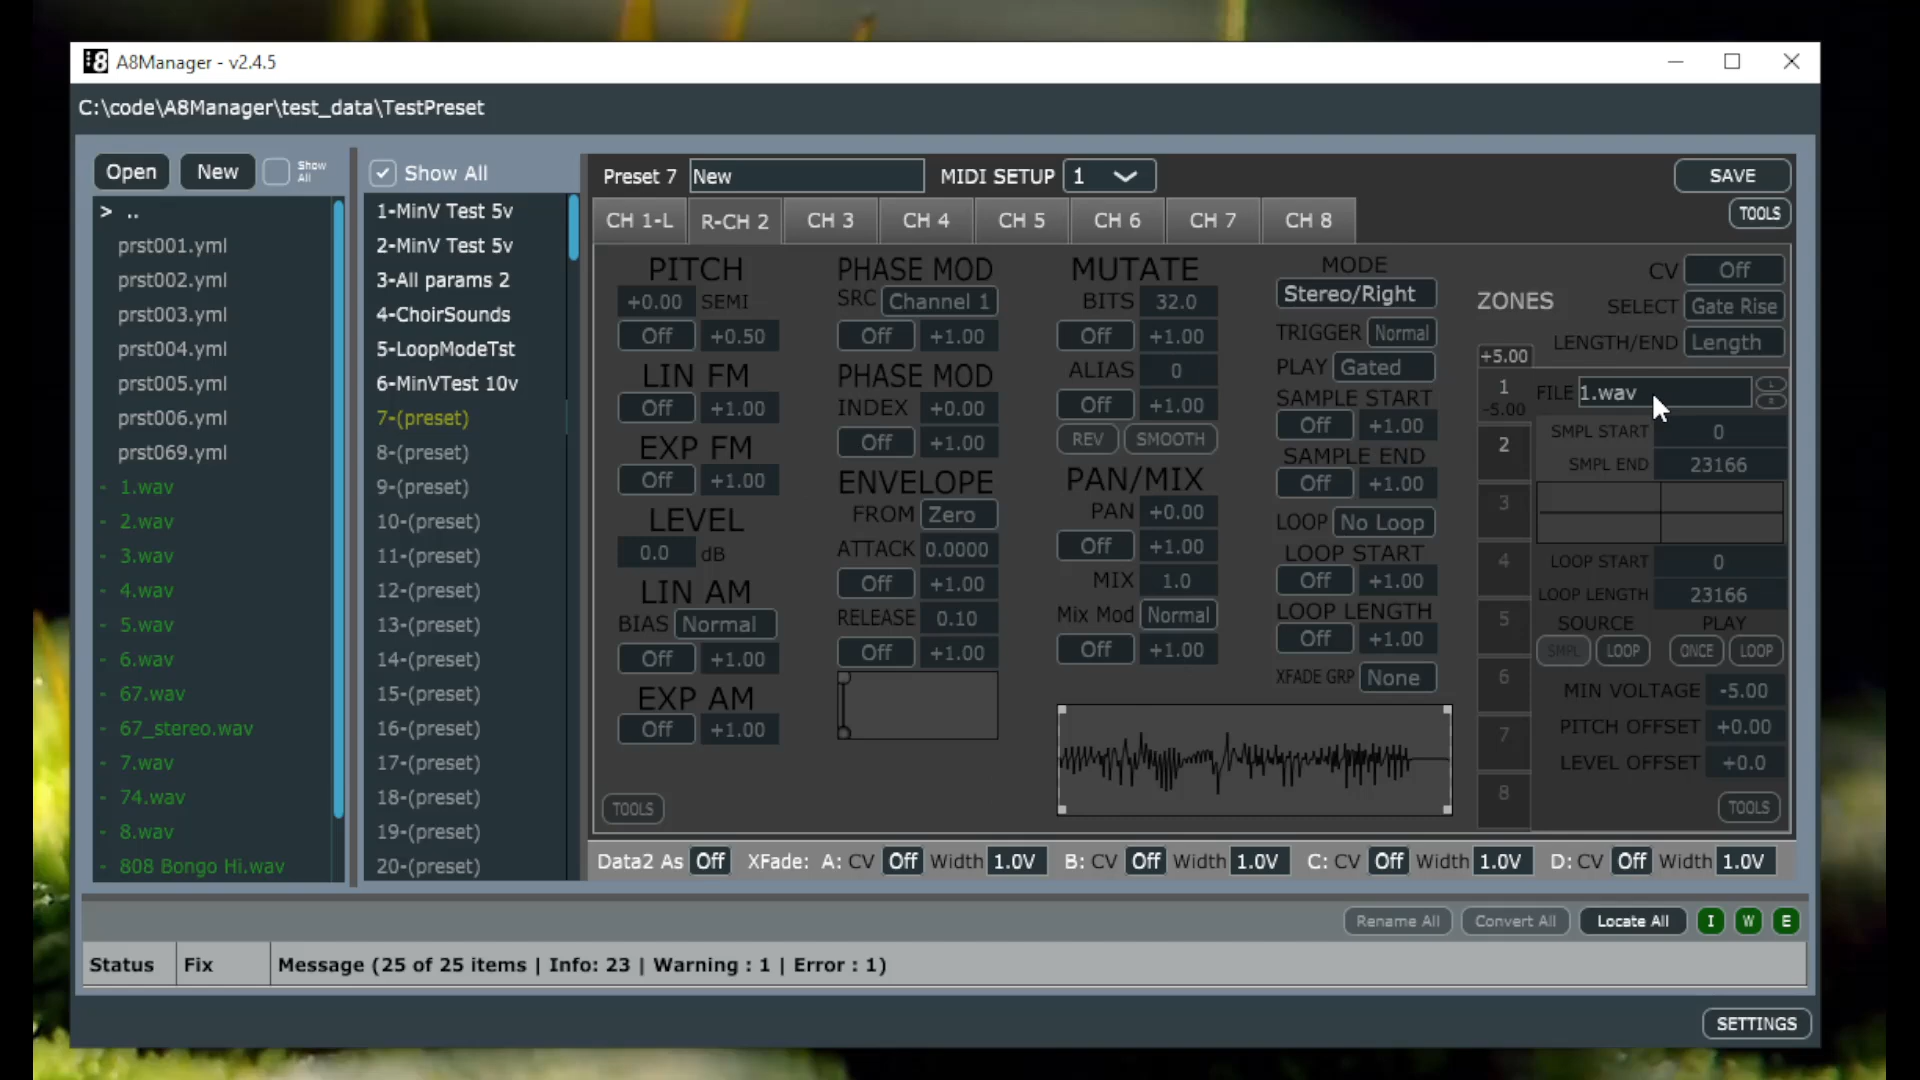 A8Manager - v2.4.5
C:\code\A8Manager\test_data\TestPreset
Open
New
Show All
> ..
prst001.yml
prst002.yml
prst003.yml
prst004.yml
prst005.yml
prst006.yml
prst069.yml
- 1.wav
- 2.wav
- 3.wav
- 4.wav
- 5.wav
- 6.wav
- 67.wav
- 67_stereo.wav
- 7.wav
- 74.wav
- 8.wav
- 808 Bongo Hi.wav
Show All
1-MinV Test 5v
2-MinV Test 5v
3-All params 2
4-ChoirSounds
5-LoopModeTst
6-MinVTest 10v
7-(preset)
8-(preset)
9-(preset)
10-(preset)
11-(preset)
12-(preset)
13-(preset)
14-(preset)
15-(preset)
16-(preset)
17-(preset)
18-(preset)
19-(preset)
20-(preset)
Preset 7 New MIDI SETUP 1
SAVE
TOOLS
CH 1-L R-CH 2 CH 3 CH 4 CH 5 CH 6 CH 7 CH 8
PITCH
+0.00 SEMI
Off +0.50
LIN FM
Off +1.00
EXP FM
Off +1.00
LEVEL
0.0 dB
LIN AM
BIAS Normal
Off +1.00
EXP AM
Off +1.00
TOOLS
PHASE MOD
SRC Channel 1
Off +1.00
PHASE MOD
INDEX +0.00
Off +1.00
ENVELOPE
FROM Zero
ATTACK 0.0000
Off +1.00
RELEASE 0.10
Off +1.00
MUTATE
BITS 32.0
Off +1.00
ALIAS 0
Off +1.00
REV SMOOTH
PAN/MIX
PAN +0.00
Off +1.00
MIX 1.0
Mix Mod Normal
Off +1.00
MODE
Stereo/Right
TRIGGER Normal
PLAY Gated
SAMPLE START
Off +1.00
SAMPLE END
Off +1.00
LOOP No Loop
LOOP START
Off +1.00
LOOP LENGTH
Off +1.00
XFADE GRP None
ZONES
CV Off
SELECT Gate Rise
LENGTH/END Length
+5.00
1
-5.00
2
3
4
5
6
7
8
FILE 1.wav
SMPL START 0
SMPL END 23166
LOOP START 0
LOOP LENGTH 23166
SOURCE PLAY
SMPL LOOP ONCE LOOP
MIN VOLTAGE -5.00
PITCH OFFSET +0.00
LEVEL OFFSET +0.0
TOOLS
Data2 As Off XFade: A: CV Off Width 1.0V B: CV Off Width 1.0V C: CV Off Width 1.0V D: CV Off Width 1.0V
Rename All Convert All Locate All I W E
Status Fix Message (25 of 25 items | Info: 23 | Warning : 1 | Error : 1)
SETTINGS